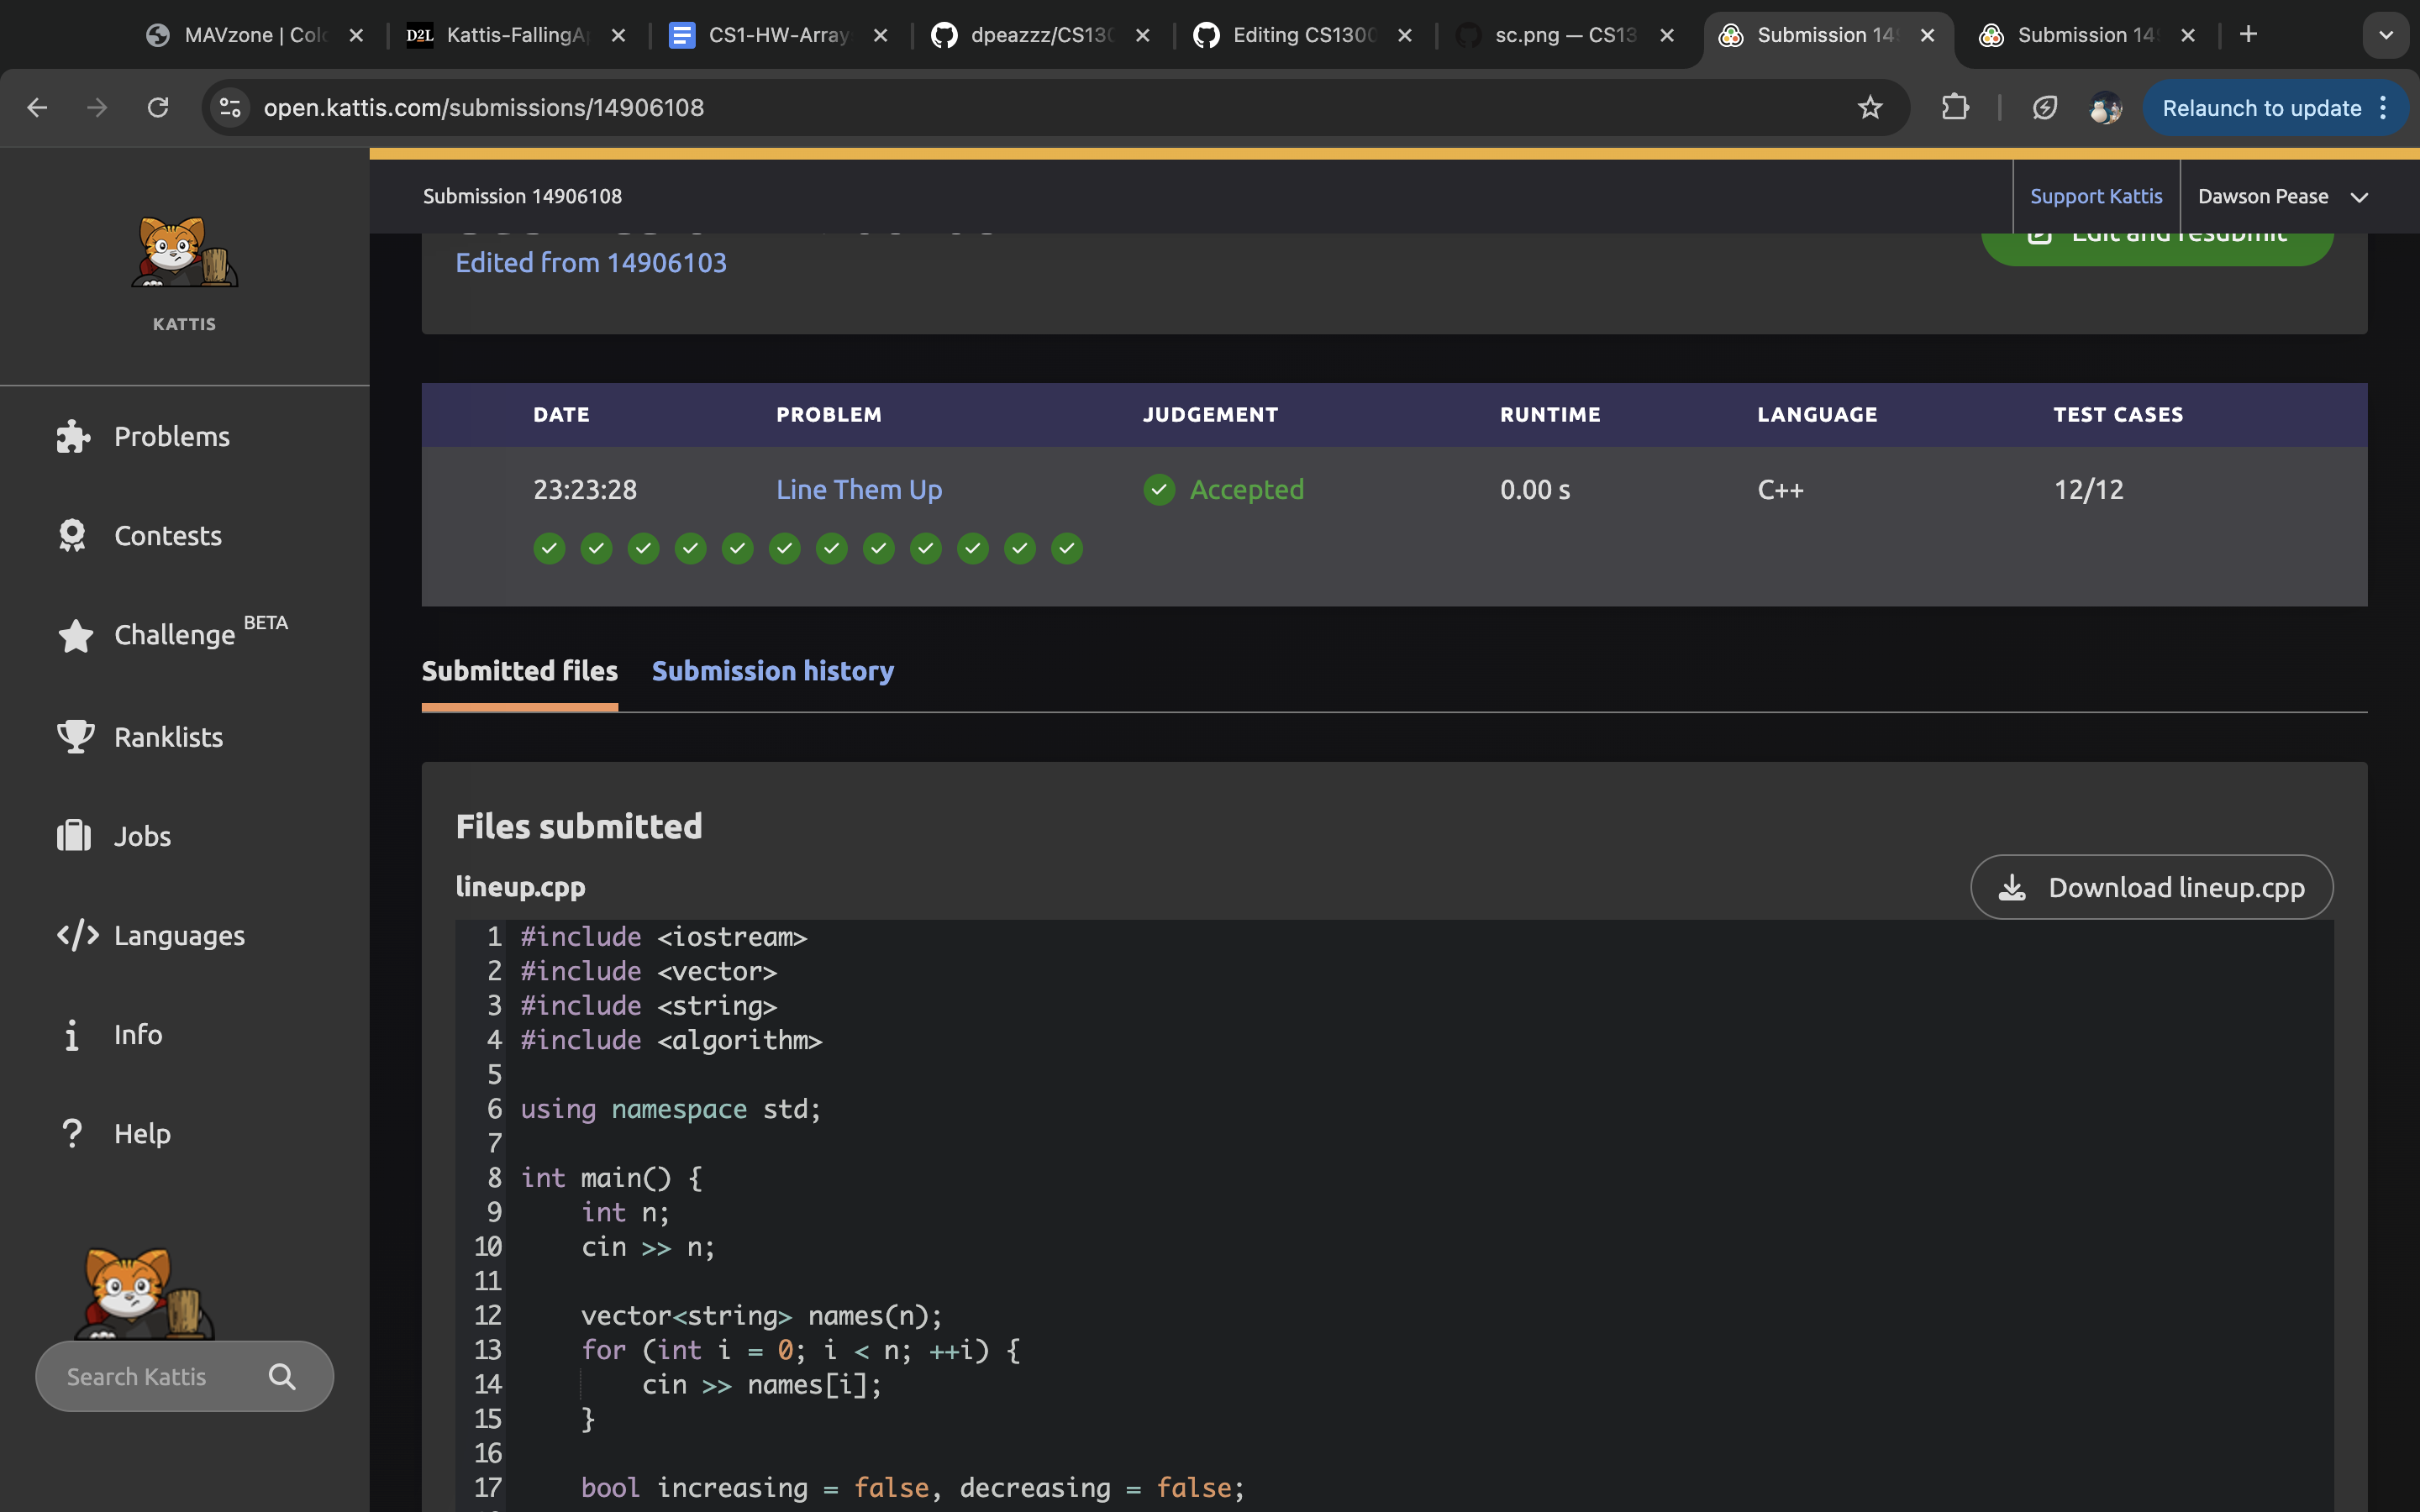 MAVzone | Col
D2L Kattis-FallingA
CS1-HW-Array
dpeazzz/CS130
Editing CS1300
sc.png — CS13
Submission 14
Submission 14
open.kattis.com/submissions/14906108
Relaunch to update
Submission 14906108
Support Kattis
Dawson Pease
Edited from 14906103
Edit and resubmit
KATTIS
Problems
Contests
Challenge BETA
Ranklists
Jobs
Languages
Info
Help
Search Kattis
DATE PROBLEM JUDGEMENT RUNTIME LANGUAGE TEST CASES
23:23:28 Line Them Up Accepted 0.00 s C++ 12/12
Submitted files Submission history
Files submitted
lineup.cpp
Download lineup.cpp
1 #include <iostream>
2 #include <vector>
3 #include <string>
4 #include <algorithm>
5
6 using namespace std;
7
8 int main() {
9 int n;
10 cin >> n;
11
12 vector<string> names(n);
13 for (int i = 0; i < n; ++i) {
14 cin >> names[i];
15 }
16
17 bool increasing = false, decreasing = false;